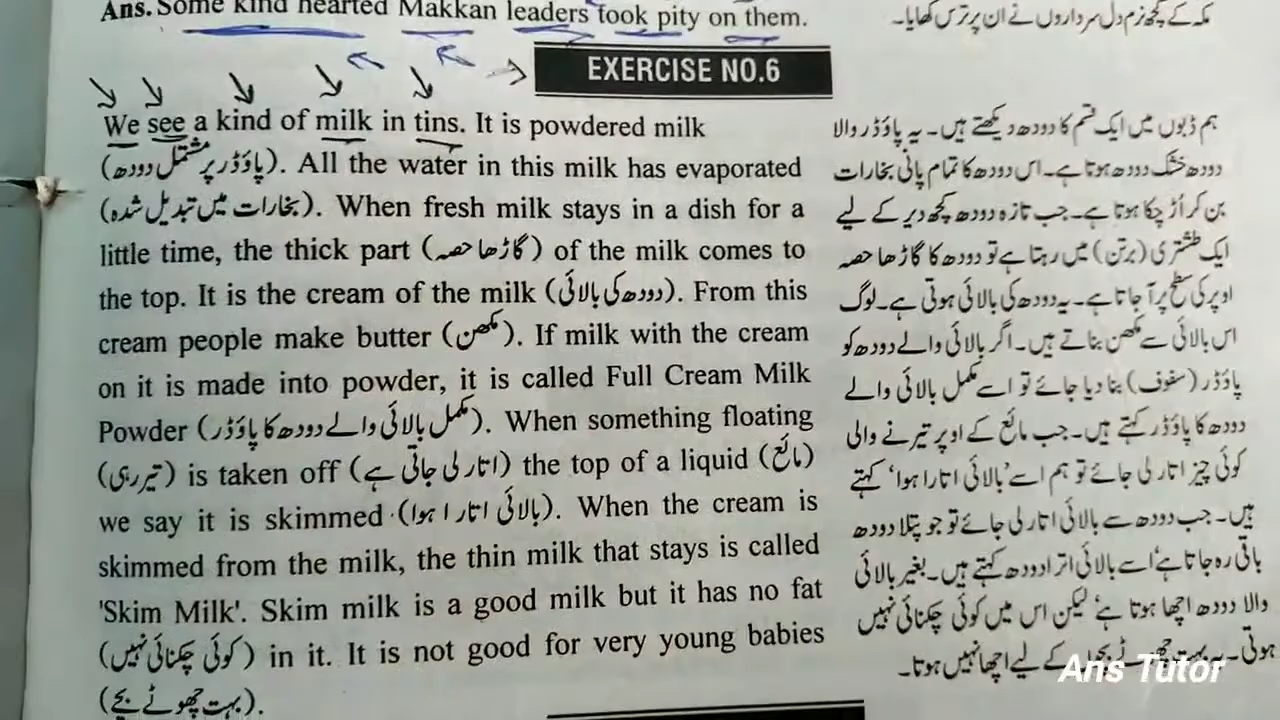 Ans. Some kind hearted Makkan leaders took pity on them.
مکہ کے کچھ نرم دل سرداروں نے ان پر ترس کھایا۔
EXERCISE NO.6
We see a kind of milk in tins. It is powdered milk
(پاؤڈر پر مشتمل دودھ). All the water in this milk has evaporated
(بخارات میں تبدیل شدہ). When fresh milk stays in a dish for a
little time, the thick part (گاڑھا حصہ) of the milk comes to
the top. It is the cream of the milk (دودھ کی بالائی). From this
cream people make butter (مکھن). If milk with the cream
on it is made into powder, it is called Full Cream Milk
Powder (مکمل بالائی والے دودھ کا پاؤڈر). When something floating
(تیر رہی) is taken off (اتار لی جاتی ہے) the top of a liquid (مائع)
we say it is skimmed (بالائی اتارا ہوا). When the cream is
skimmed from the milk, the thin milk that stays is called
'Skim Milk'. Skim milk is a good milk but it has no fat
(کوئی چکنائی نہیں) in it. It is not good for very young babies
(بہت چھوٹے بچے).
ہم ڈبوں میں ایک قسم کا دودھ دیکھتے ہیں۔ یہ پاؤڈر والا
دودھ خشک دودھ ہوتا ہے۔ اس دودھ کا تمام پانی بخارات
بن کر اُڑ چکا ہوتا ہے۔ جب تازہ دودھ کچھ دیر کے لیے
ایک طشتری (برتن) میں رہتا ہے تو دودھ کا گاڑھا حصہ
اوپر کی سطح پر آ جاتا ہے۔ یہ دودھ کی بالائی ہوتی ہے۔ لوگ
اس بالائی سے مکھن بناتے ہیں۔ اگر بالائی والے دودھ کو
پاؤڈر (سفوف) بنا دیا جائے تو اسے مکمل بالائی والے
دودھ کا پاؤڈر کہتے ہیں۔ جب مائع کے اوپر تیرنے والی
کوئی چیز اتار لی جائے تو ہم اسے 'بالائی اتارا ہوا' کہتے
ہیں۔ جب دودھ سے بالائی اتار لی جائے تو جو پتلا دودھ
باقی رہ جاتا ہے اسے بالائی اترا دودھ کہتے ہیں۔ بغیر بالائی
والا دودھ اچھا ہوتا ہے' لیکن اس میں کوئی چکنائی نہیں
ہوتی۔ یہ بہت چھوٹے بچوں کے لیے اچھا نہیں ہوتا۔
Ans Tutor